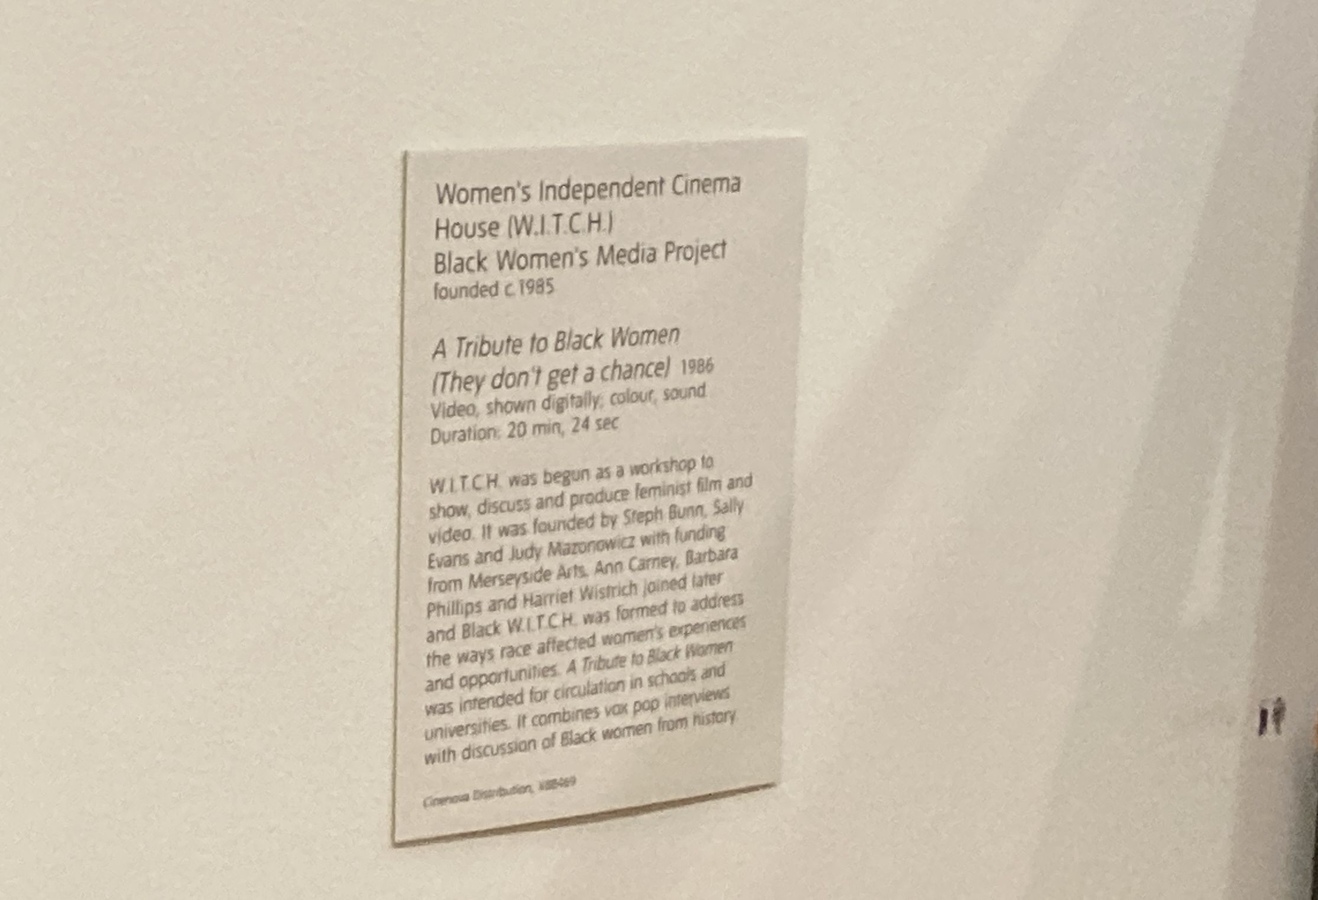 Women's Independent Cinema
House (W.I.T.C.H.)
Black Women's Media Project
founded c.1985
A Tribute to Black Women
(They don't get a chance) 1986
Video, shown digitally; colour, sound
Duration: 20 min, 24 sec
W.I.T.C.H. was begun as a workshop to
show, discuss and produce feminist film and
video. It was founded by Steph Bunn, Sally
Evans and Judy Mazonowicz with funding
from Merseyside Arts. Ann Carney, Barbara
Phillips and Harriet Wistrich joined later
and Black W.I.T.C.H. was formed to address
the ways race affected women's experiences
and opportunities. A Tribute to Black Women
was intended for circulation in schools and
universities. It combines vox pop interviews
with discussion of Black women from history.
Cinenova Distribution,